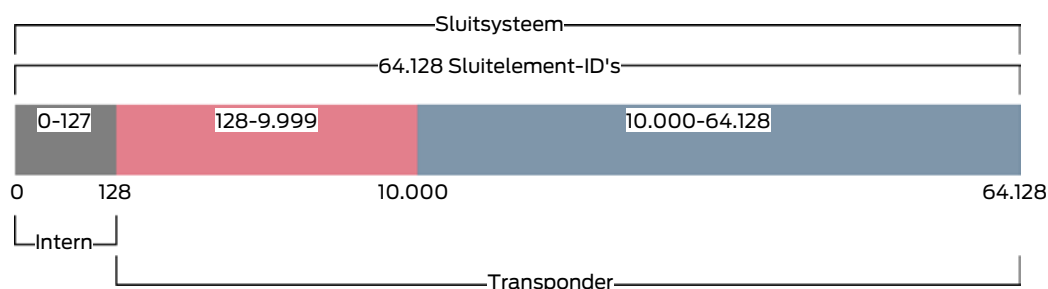 Sluitsysteem
64.128 Sluitelement-ID's
0-127 128-9.999 10.000-64.128
0 128 10.000 64.128
Intern
Transponder